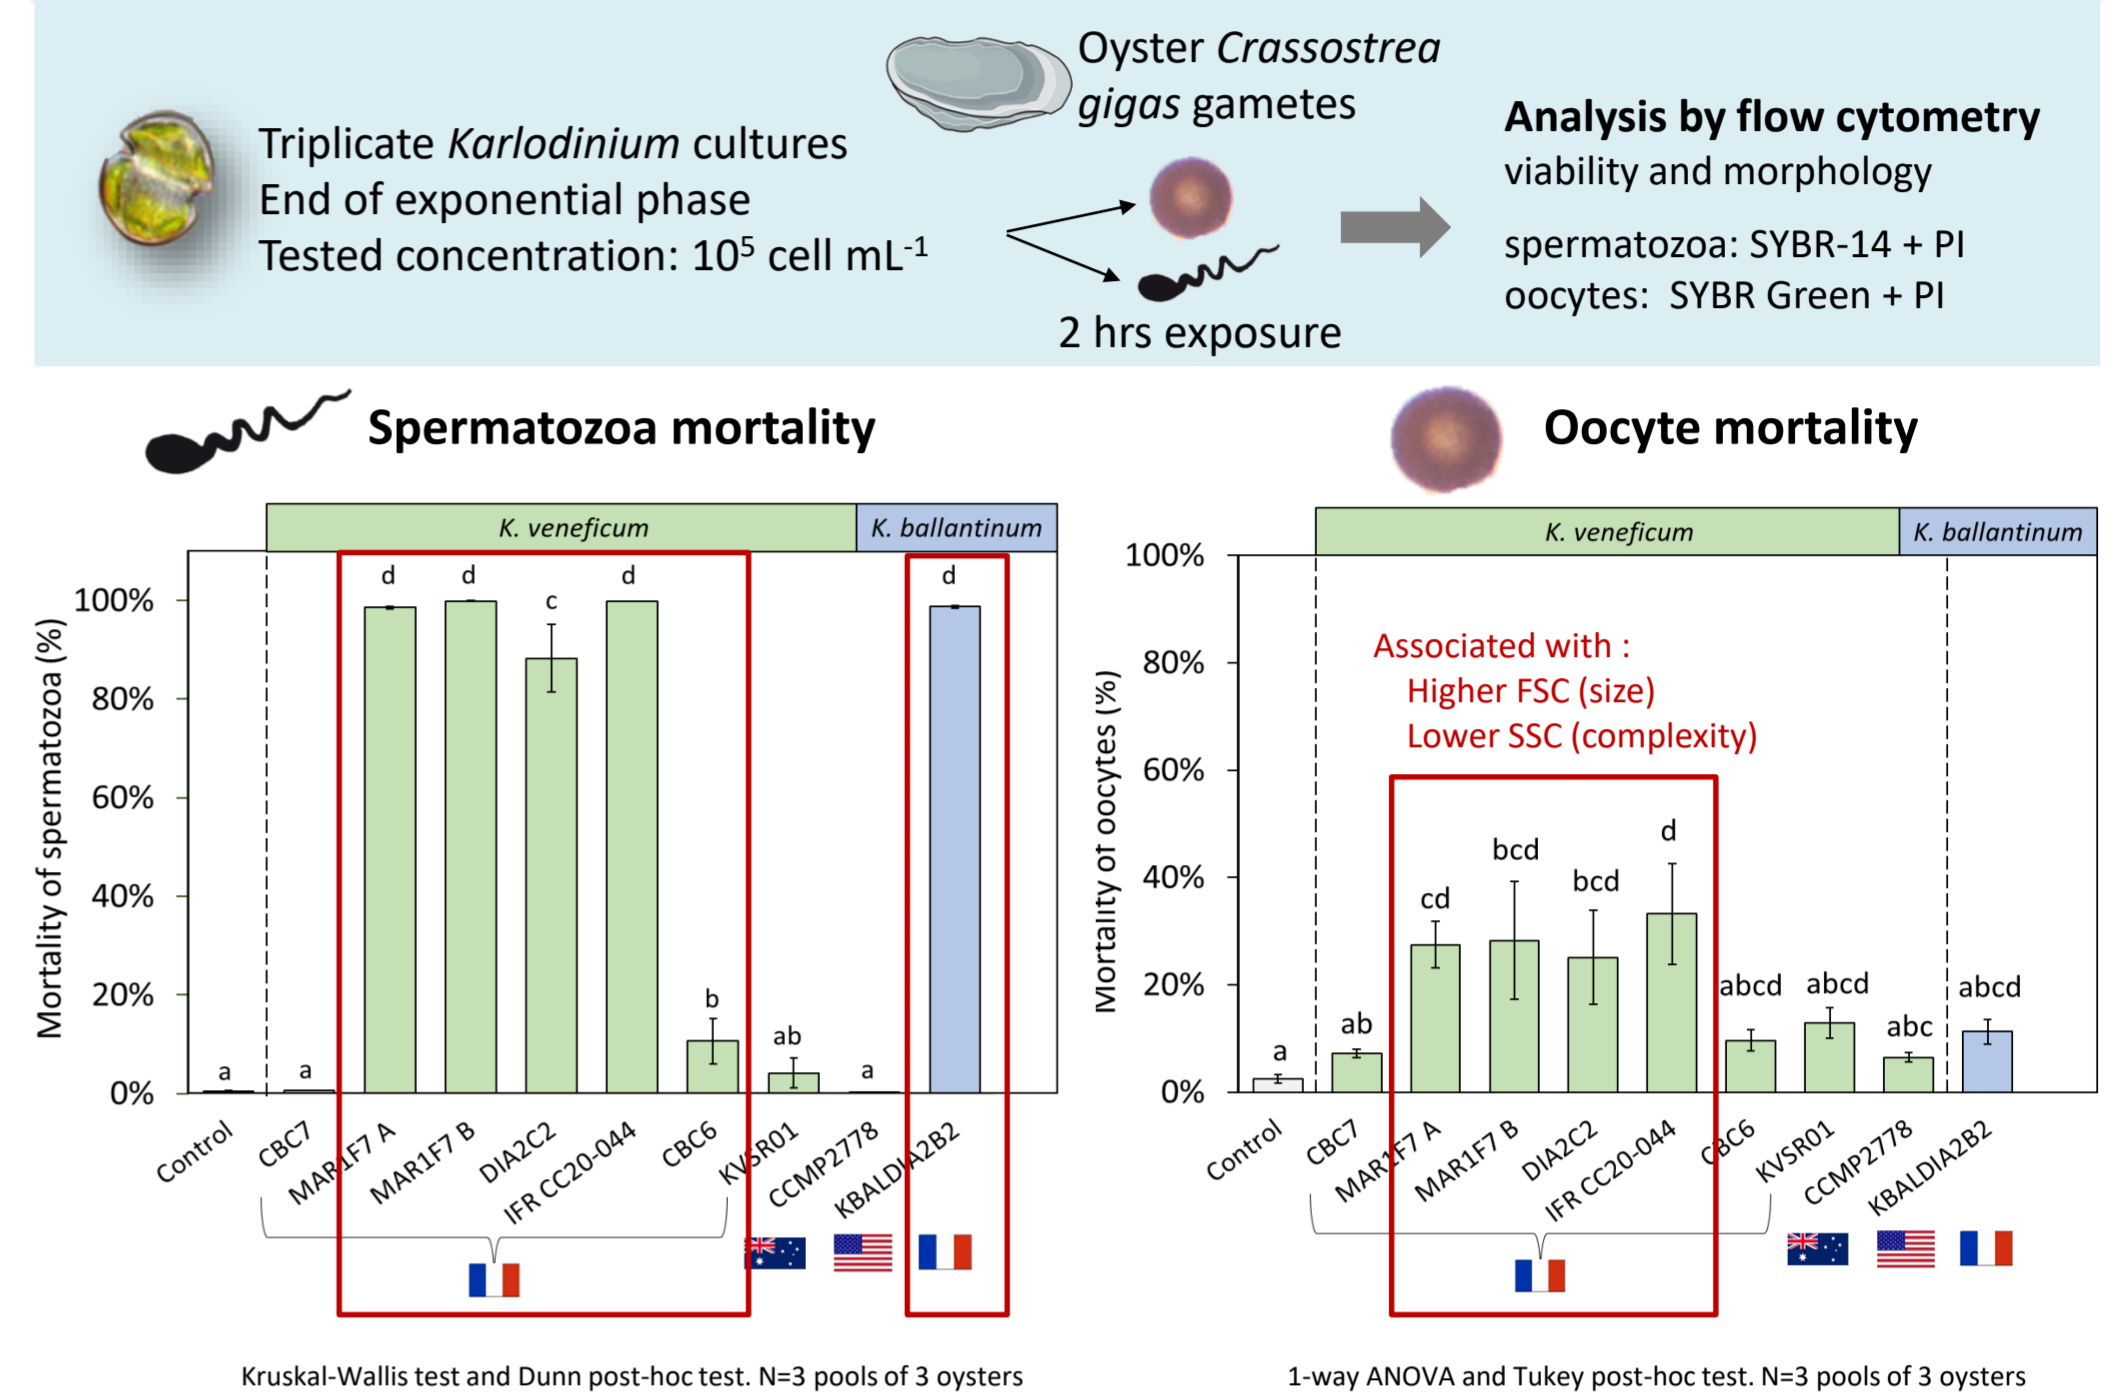 Oyster Crassostrea
gigas gametes
Triplicate Karlodinium cultures
End of exponential phase
Tested concentration: 10⁵ cell mL⁻¹
2 hrs exposure
Analysis by flow cytometry
viability and morphology
spermatozoa: SYBR-14 + PI
oocytes: SYBR Green + PI
Spermatozoa mortality
K. veneficum
K. ballantinum
Mortality of spermatozoa (%)
100%
80%
60%
40%
20%
0%
a
a
d
d
c
d
b
ab
a
d
Control
CBC7
MAR1F7 A
MAR1F7 B
DIA2C2
IFR CC20-044
CBC6
KVSR01
CCMP2778
KBALDIA2B2
Kruskal-Wallis test and Dunn post-hoc test. N=3 pools of 3 oysters
Oocyte mortality
K. veneficum
K. ballantinum
Mortality of oocytes (%)
100%
80%
60%
40%
20%
0%
Associated with :
Higher FSC (size)
Lower SSC (complexity)
a
ab
cd
bcd
bcd
d
abcd
abcd
abc
abcd
Control
CBC7
MAR1F7 A
MAR1F7 B
DIA2C2
IFR CC20-044
CBC6
KVSR01
CCMP2778
KBALDIA2B2
1-way ANOVA and Tukey post-hoc test. N=3 pools of 3 oysters